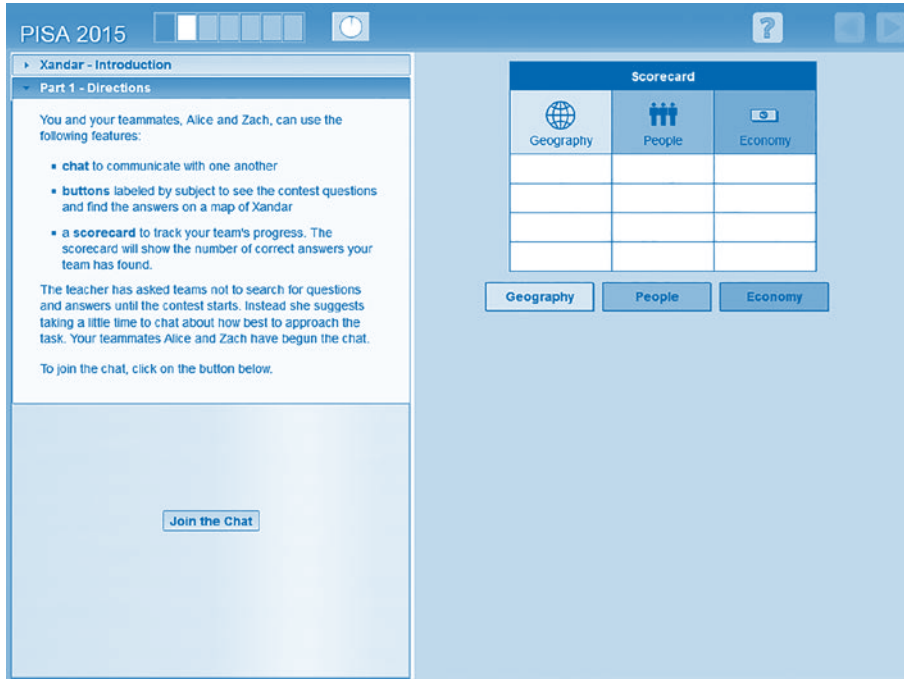 PISA 2015
?
Xandar - Introduction
Part 1 - Directions
You and your teammates, Alice and Zach, can use the
following features:
▪ chat to communicate with one another
▪ buttons labeled by subject to see the contest questions
and find the answers on a map of Xandar
▪ a scorecard to track your team's progress. The
scorecard will show the number of correct answers your
team has found.
The teacher has asked teams not to search for questions
and answers until the contest starts. Instead she suggests
taking a little time to chat about how best to approach the
task. Your teammates Alice and Zach have begun the chat.
To join the chat, click on the button below.
Join the Chat
Scorecard
Geography People Economy
Geography People Economy